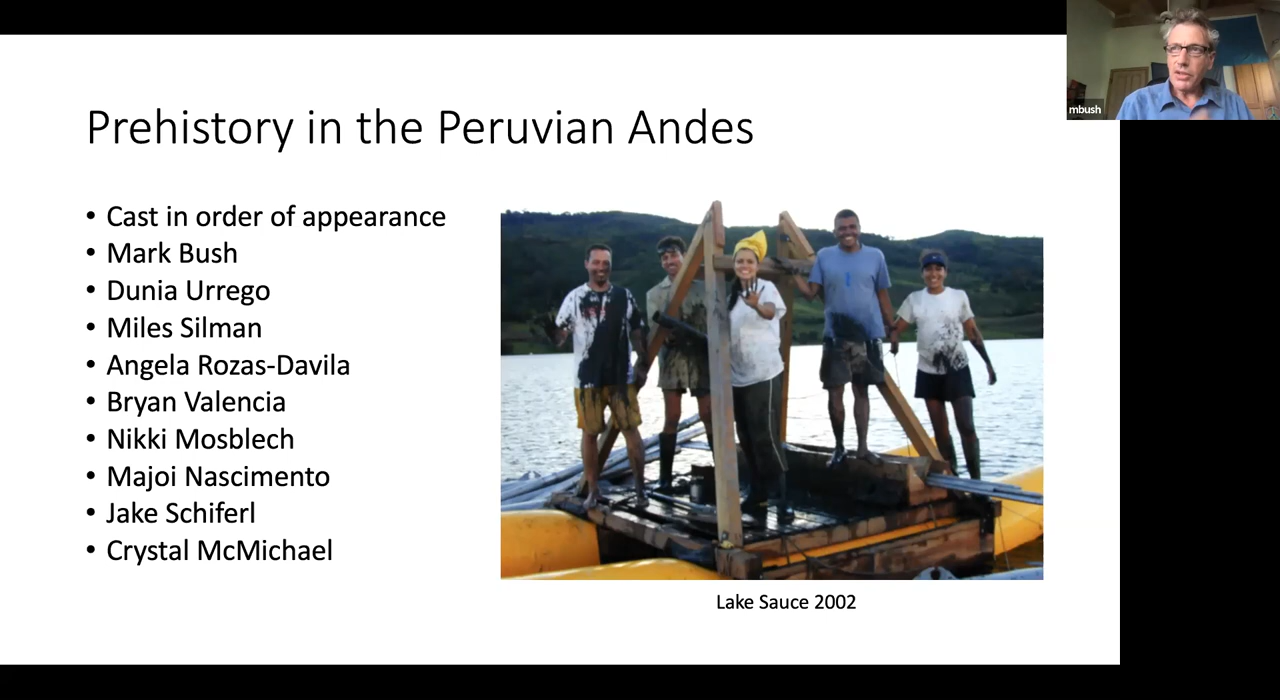 Prehistory in the Peruvian Andes
• Cast in order of appearance
• Mark Bush
• Dunia Urrego
• Miles Silman
• Angela Rozas-Davila
• Bryan Valencia
• Nikki Mosblech
• Majoi Nascimento
• Jake Schiferl
• Crystal McMichael
Lake Sauce 2002
mbush